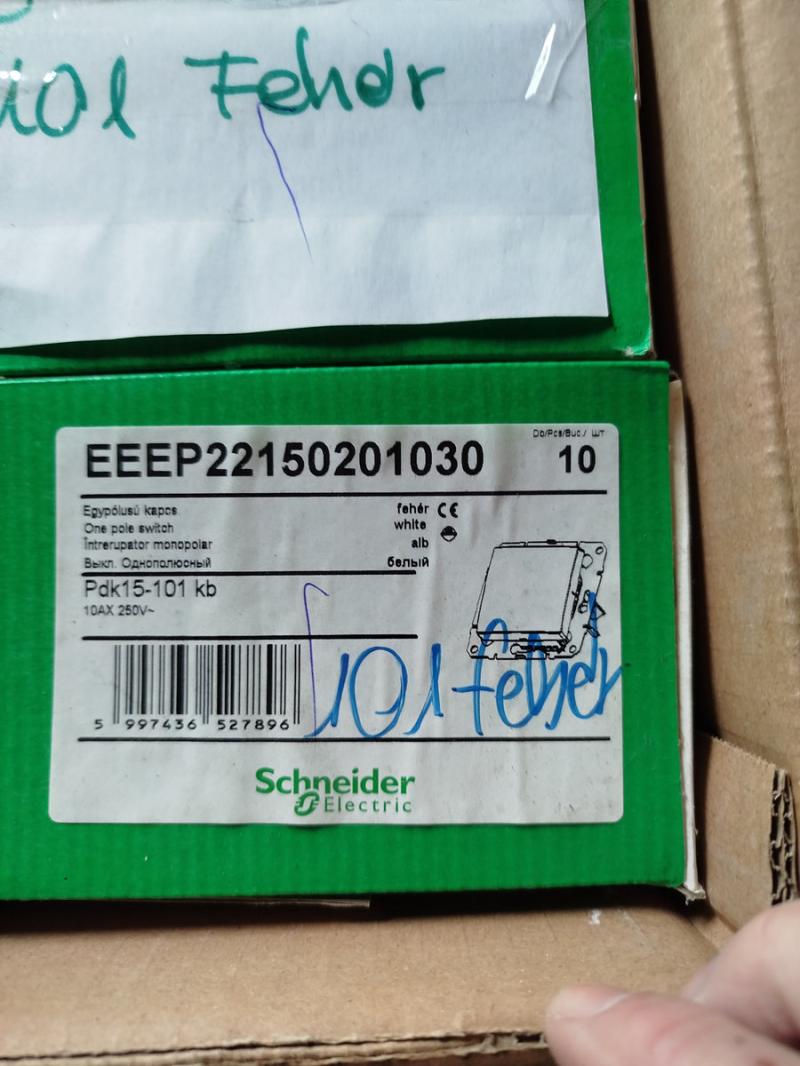 101 Fehér
EEEP22150201030
Db/Pcs/Buc./ шт
10
Egypólusú kapcs.
One pole switch
Întrerupator monopolar
Выкл. Однополюсный
fehér CE
white
alb
белый
Pdk15-101 kb
10AX 250V~
101 Fehér
5 997436 527896
Schneider
Electric